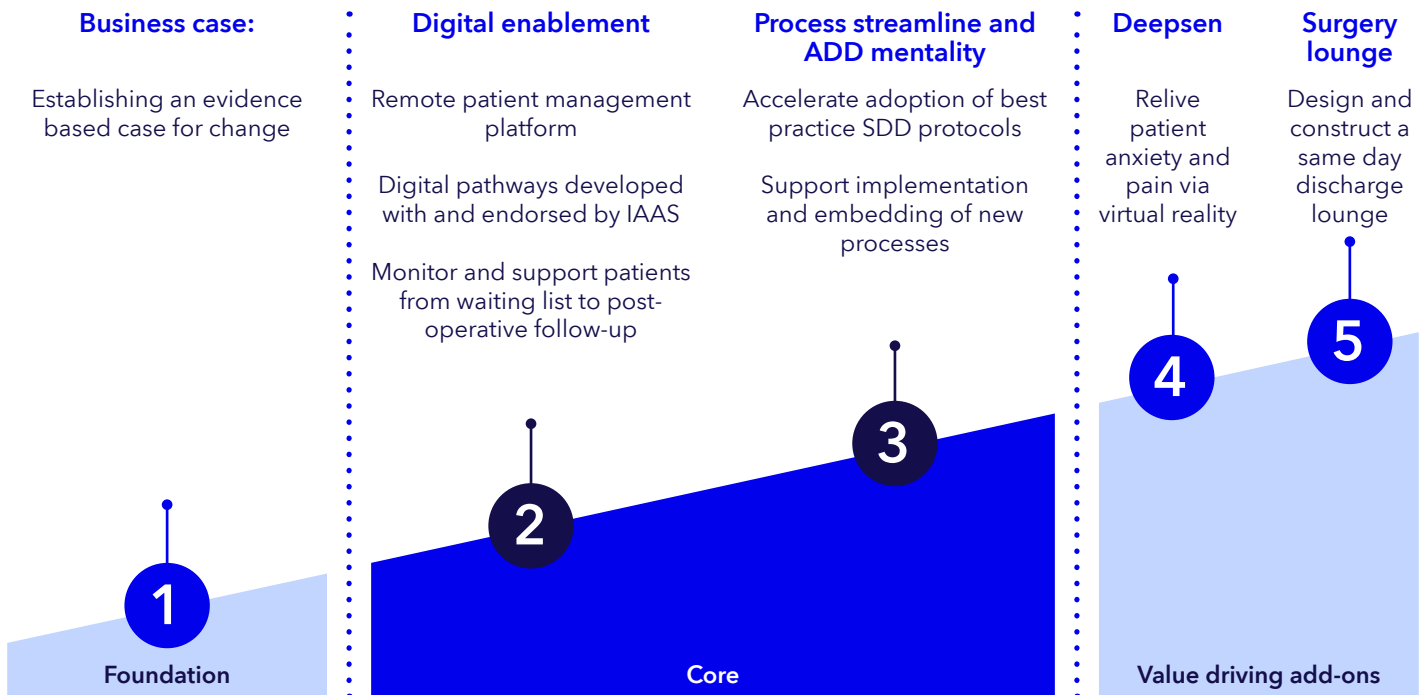 Business case:
Establishing an evidence
based case for change
1
Foundation
Digital enablement
Remote patient management
platform
Digital pathways developed
with and endorsed by IAAS
Monitor and support patients
from waiting list to post-
operative follow-up
2
Process streamline and
ADD mentality
Accelerate adoption of best
practice SDD protocols
Support implementation
and embedding of new
processes
3
Core
Deepsen
Relive
patient
anxiety and
pain via
virtual reality
4
Surgery
lounge
Design and
construct a
same day
discharge
lounge
5
Value driving add-ons